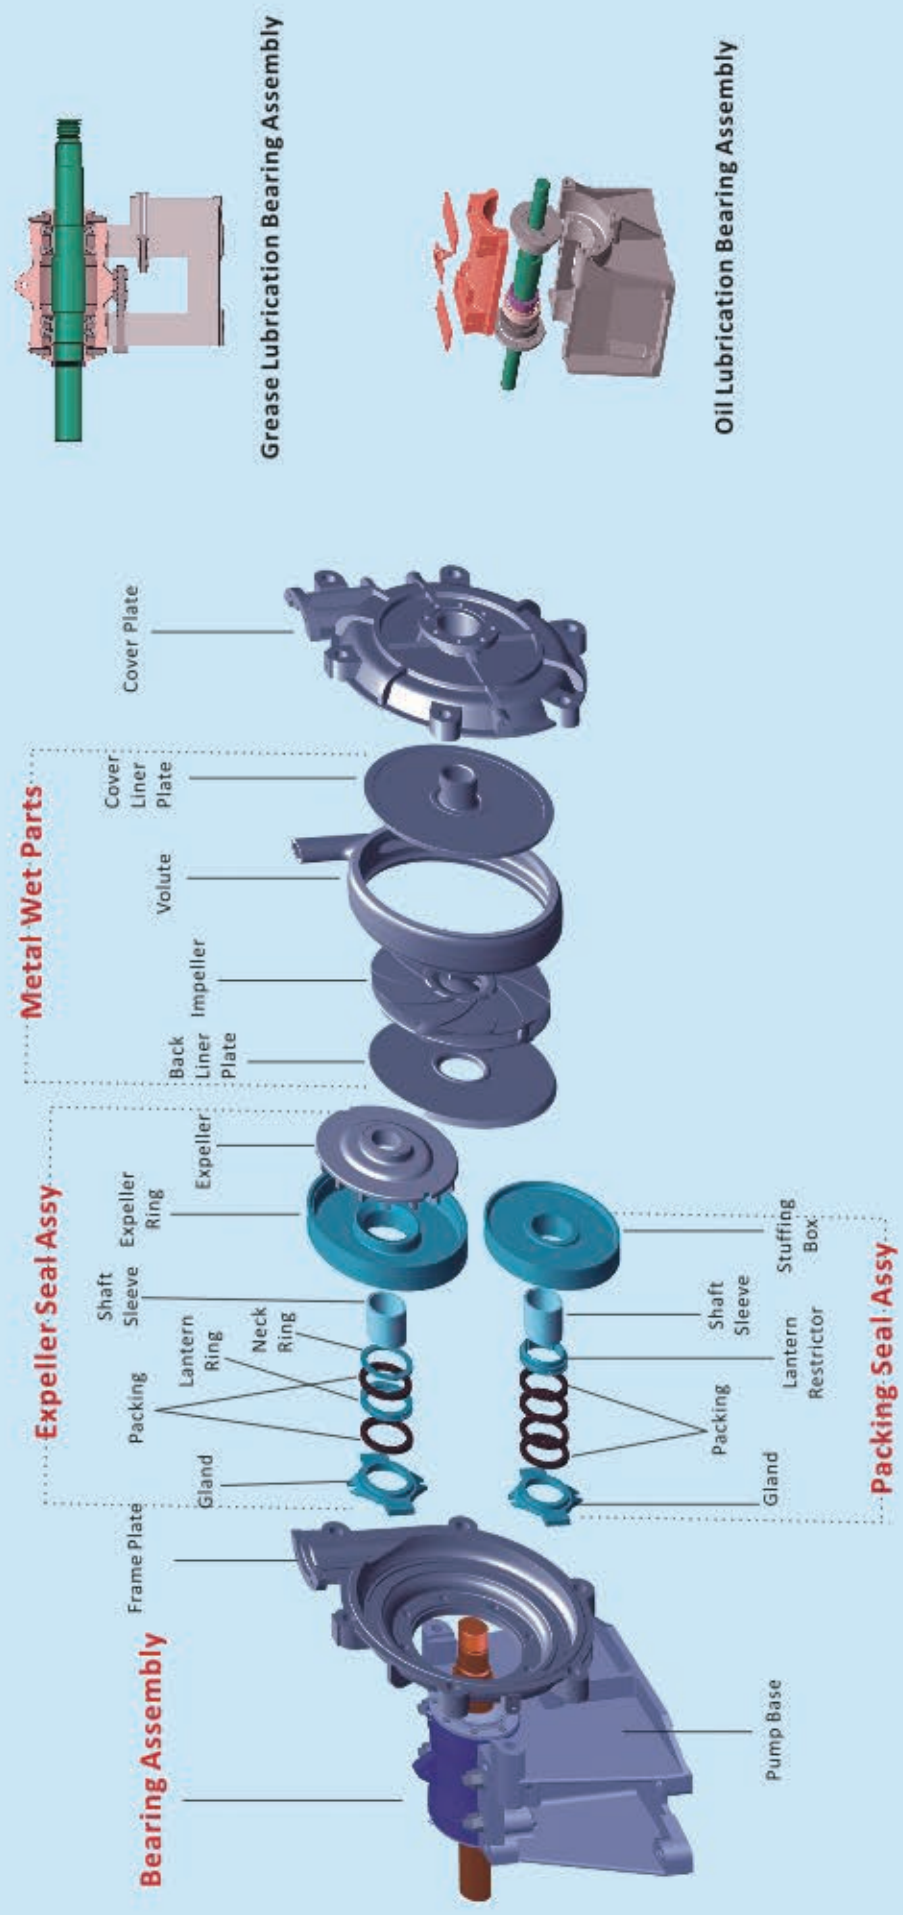 Bearing Assembly
Frame Plate
Pump Base
Expeller Seal Assy
Gland
Packing
Lantern
Ring
Neck
Ring
Shaft
Sleeve
Expeller
Ring
Expeller
Packing Seal Assy
Gland
Packing
Lantern
Restrictor
Shaft
Sleeve
Stuffing
Box
Metal Wet Parts
Back
Liner
Plate
Impeller
Volute
Cover
Liner
Plate
Cover Plate
Grease Lubrication Bearing Assembly
Oil Lubrication Bearing Assembly